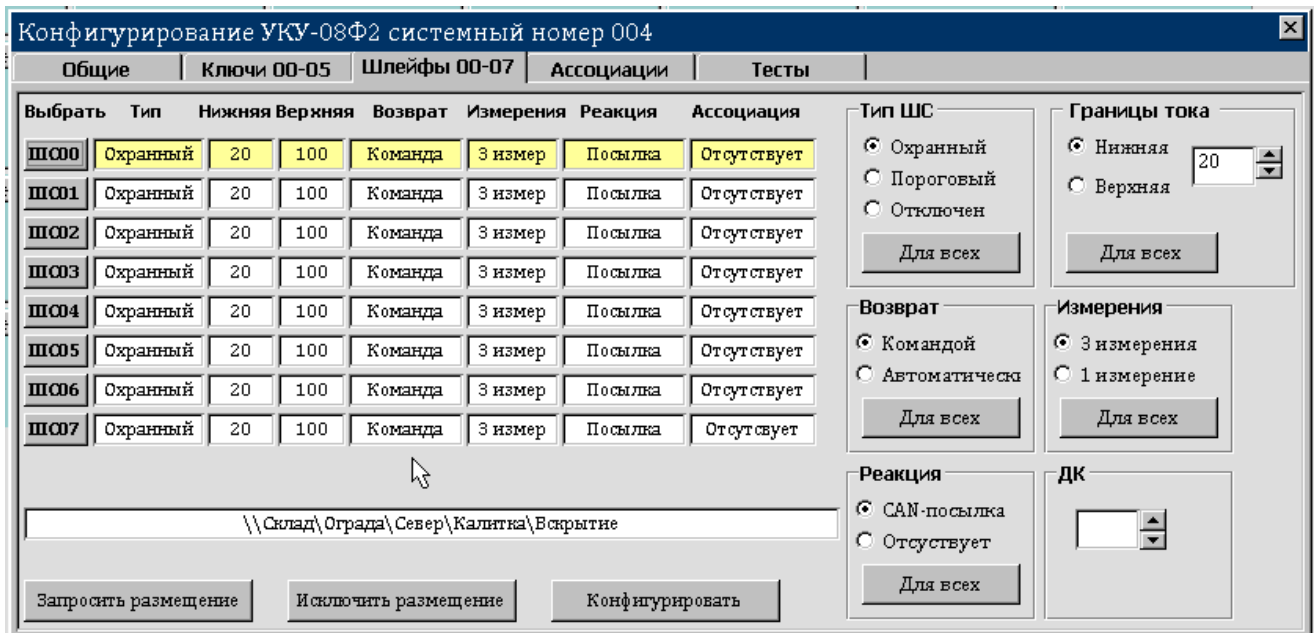 Конфигурирование УКУ-08Ф2 системный номер 004
Общие Ключи 00-05 Шлейфы 00-07 Ассоциации Тесты
Выбрать Тип Нижняя Верхняя Возврат Измерения Реакция Ассоциация
ШС00 Охранный 20 100 Команда 3 измер Посылка Отсутствует
ШС01 Охранный 20 100 Команда 3 измер Посылка Отсутствует
ШС02 Охранный 20 100 Команда 3 измер Посылка Отсутствует
ШС03 Охранный 20 100 Команда 3 измер Посылка Отсутствует
ШС04 Охранный 20 100 Команда 3 измер Посылка Отсутствует
ШС05 Охранный 20 100 Команда 3 измер Посылка Отсутствует
ШС06 Охранный 20 100 Команда 3 измер Посылка Отсутствует
ШС07 Охранный 20 100 Команда 3 измер Посылка Отсутсвует
\\Склад\Ограда\Север\Калитка\Вскрытие
Запросить размещение Исключить размещение Конфигурировать
Тип ШС
Охранный
Пороговый
Отключен
Для всех
Границы тока
Нижняя
20
Верхняя
Для всех
Возврат
Командой
Автоматически
Для всех
Измерения
3 измерения
1 измерение
Для всех
Реакция
CAN-посылка
Отсуствует
Для всех
ДК